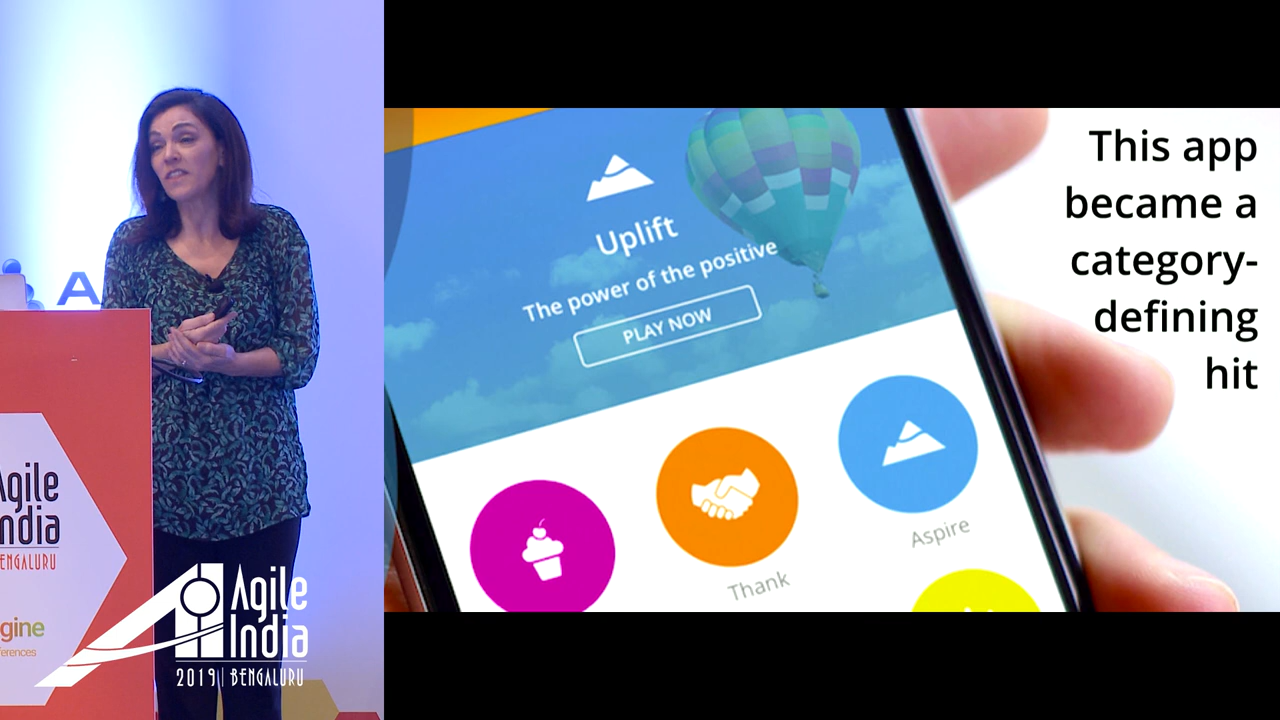 A
Agile
India
BENGALURU
gine
ferences
Agile
India
2019 | BENGALURU
Uplift
The power of the positive
PLAY NOW
Thank
Aspire
This app
became a
category-
defining
hit